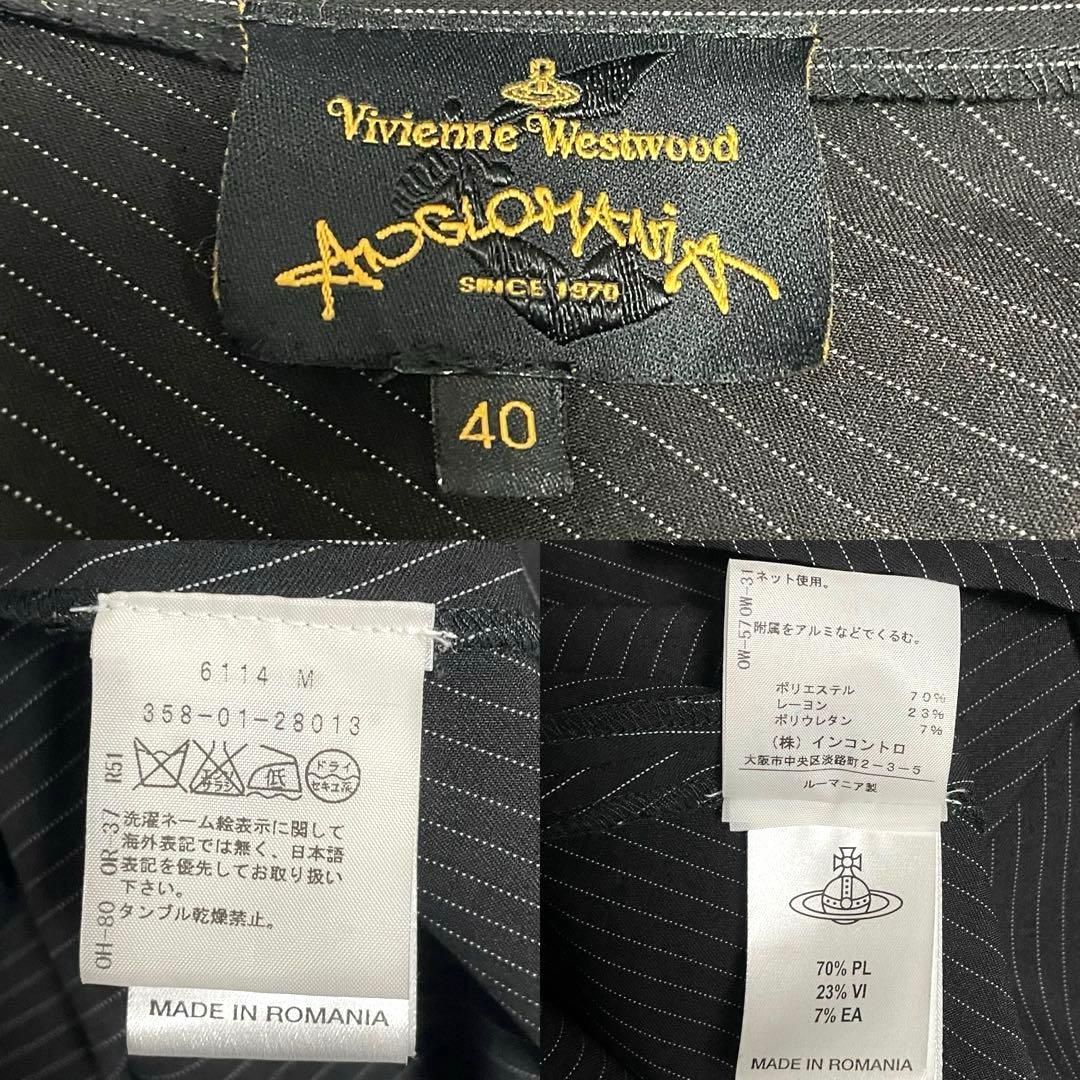 Vivienne Westwood
ANGLOMANIA
SINCE 1970
40
6114 M
358-01-28013
エンソ
サラシ
低
ドライ
セキユ系
洗濯ネーム絵表示に関して
海外表記では無く、日本語
表記を優先してお取り扱い
下さい。
タンブル乾燥禁止。
OH-80 OR-37 R51
MADE IN ROMANIA
ネット使用。
附属をアルミなどでくるむ。
OW-57 OW-31
ポリエステル 70%
レーヨン 23%
ポリウレタン 7%
(株)インコントロ
大阪市中央区淡路町2-3-5
ルーマニア製
70% PL
23% VI
7% EA
MADE IN ROMANIA